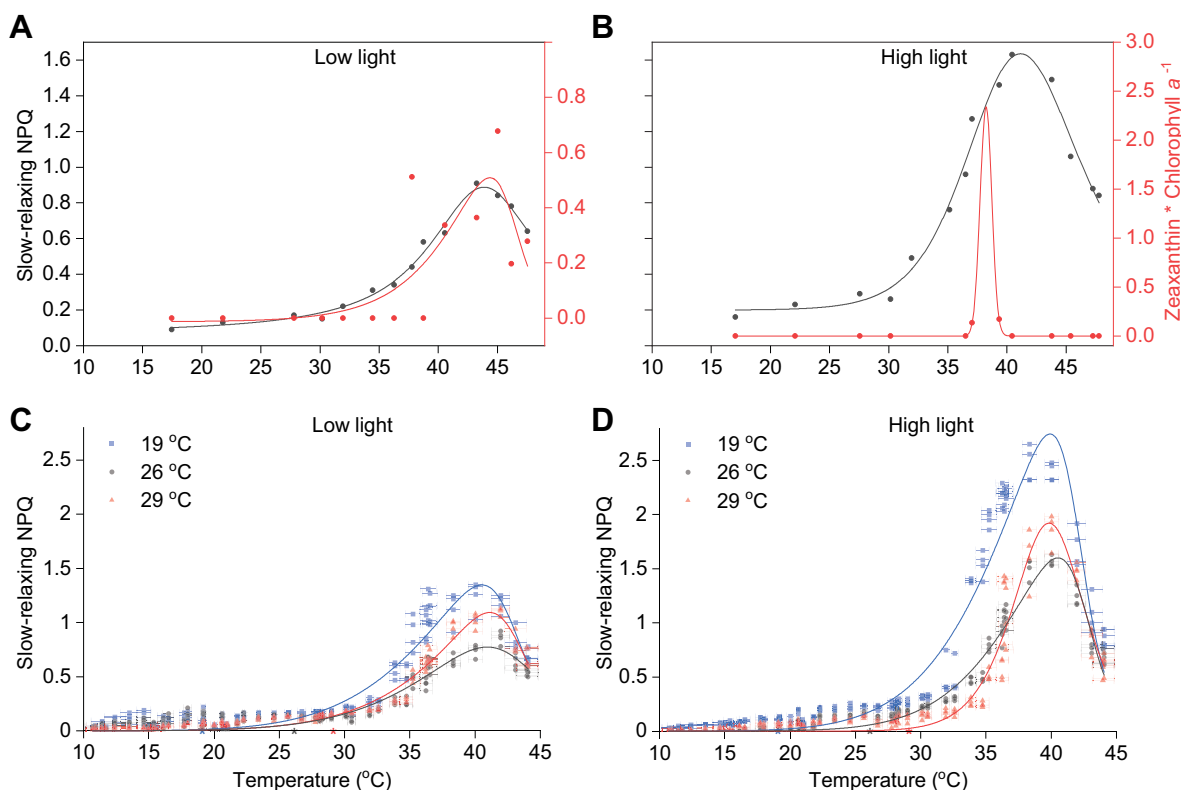 A
Low light
1.6
1.4
1.2
1.0
0.8
0.6
0.4
0.2
0.0
Slow-relaxing NPQ
0.8
0.6
0.4
0.2
0.0
10 15 20 25 30 35 40 45
B
High light
3.0
2.5
2.0
1.5
1.0
0.5
0.0
Zeaxanthin * Chlorophyll a -1
10 15 20 25 30 35 40 45
C
Low light
19 °C
26 °C
29 °C
2.5
2
1.5
1
0.5
0
Slow-relaxing NPQ
10 15 20 25 30 35 40 45
Temperature (°C)
D
High light
19 °C
26 °C
29 °C
2.5
2
1.5
1
0.5
0
Slow-relaxing NPQ
10 15 20 25 30 35 40 45
Temperature (°C)